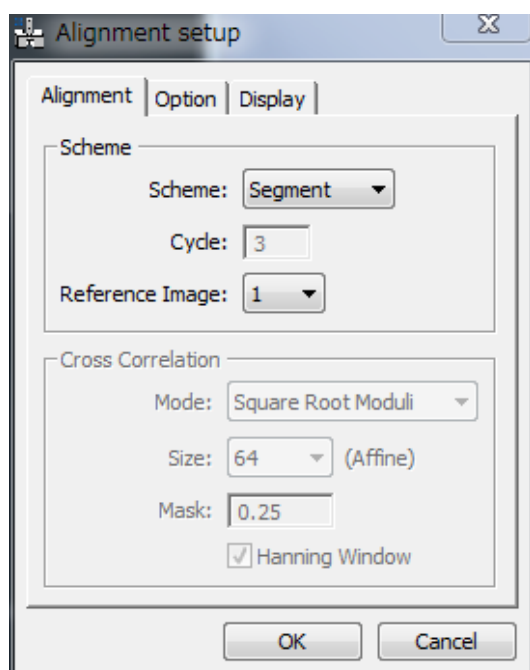 Alignment setup
Alignment Option Display
Scheme
Scheme: Segment
Cycle: 3
Reference Image: 1
Cross Correlation
Mode: Square Root Moduli
Size: 64 (Affine)
Mask: 0.25
Hanning Window
OK Cancel